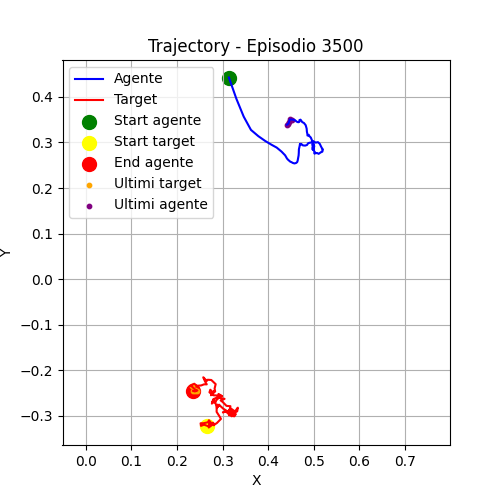 Trajectory - Episodio 3500
Agente
Target
Start agente
Start target
End agente
Ultimi target
Ultimi agente
0.4
0.3
0.2
0.1
0.0
−0.1
−0.2
−0.3
Y
0.0 0.1 0.2 0.3 0.4 0.5 0.6 0.7
X